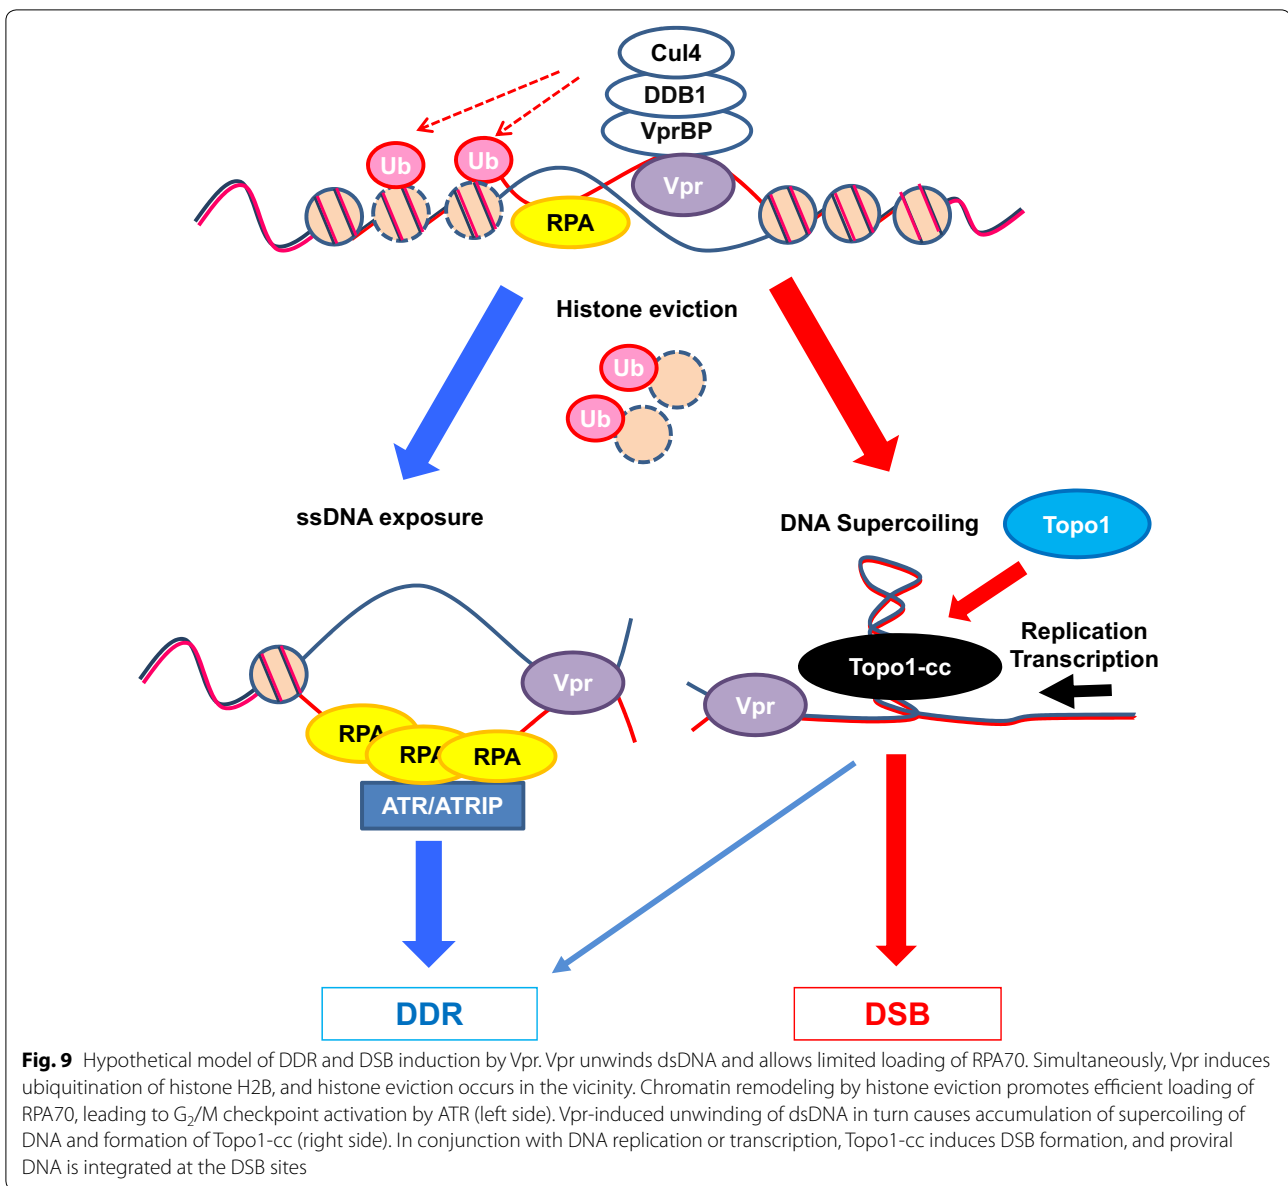 Cul4
DDB1
VprBP
Ub
Ub
Vpr
RPA
Histone eviction
Ub
Ub
ssDNA exposure
DNA Supercoiling
Topo1
Replication
Transcription
Topo1-cc
Vpr
Vpr
RPA
RPA
RPA
ATR/ATRIP
DDR
DSB
Fig. 9 Hypothetical model of DDR and DSB induction by Vpr. Vpr unwinds dsDNA and allows limited loading of RPA70. Simultaneously, Vpr induces
ubiquitination of histone H2B, and histone eviction occurs in the vicinity. Chromatin remodeling by histone eviction promotes efficient loading of
RPA70, leading to G2/M checkpoint activation by ATR (left side). Vpr-induced unwinding of dsDNA in turn causes accumulation of supercoiling of
DNA and formation of Topo1-cc (right side). In conjunction with DNA replication or transcription, Topo1-cc induces DSB formation, and proviral
DNA is integrated at the DSB sites